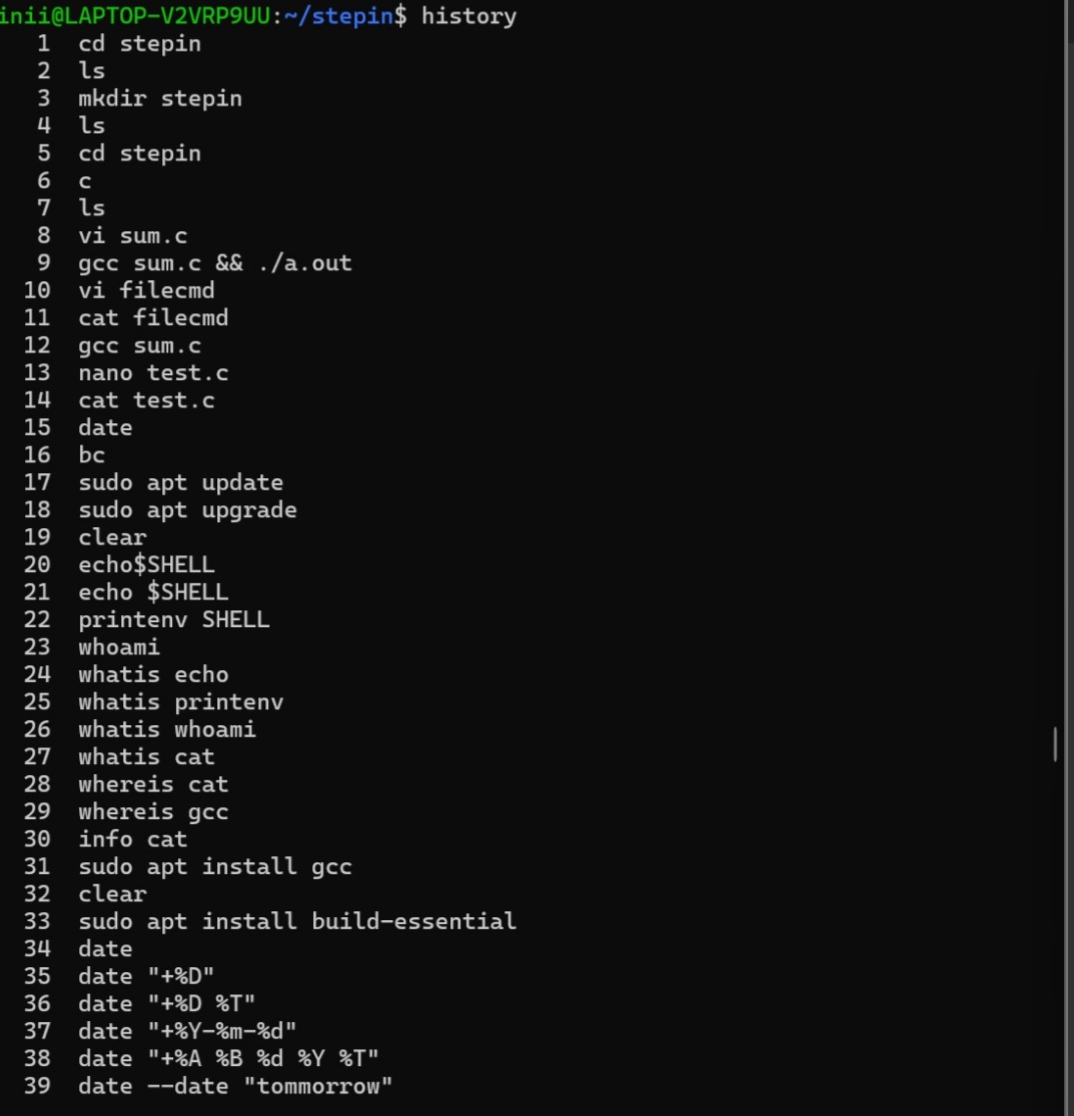 inii@LAPTOP-V2VRP9UU:~/stepin$ history
1 cd stepin
2 ls
3 mkdir stepin
4 ls
5 cd stepin
6 c
7 ls
8 vi sum.c
9 gcc sum.c && ./a.out
10 vi filecmd
11 cat filecmd
12 gcc sum.c
13 nano test.c
14 cat test.c
15 date
16 bc
17 sudo apt update
18 sudo apt upgrade
19 clear
20 echo$SHELL
21 echo $SHELL
22 printenv SHELL
23 whoami
24 whatis echo
25 whatis printenv
26 whatis whoami
27 whatis cat
28 whereis cat
29 whereis gcc
30 info cat
31 sudo apt install gcc
32 clear
33 sudo apt install build-essential
34 date
35 date "+%D"
36 date "+%D %T"
37 date "+%Y-%m-%d"
38 date "+%A %B %d %Y %T"
39 date --date "tommorrow"